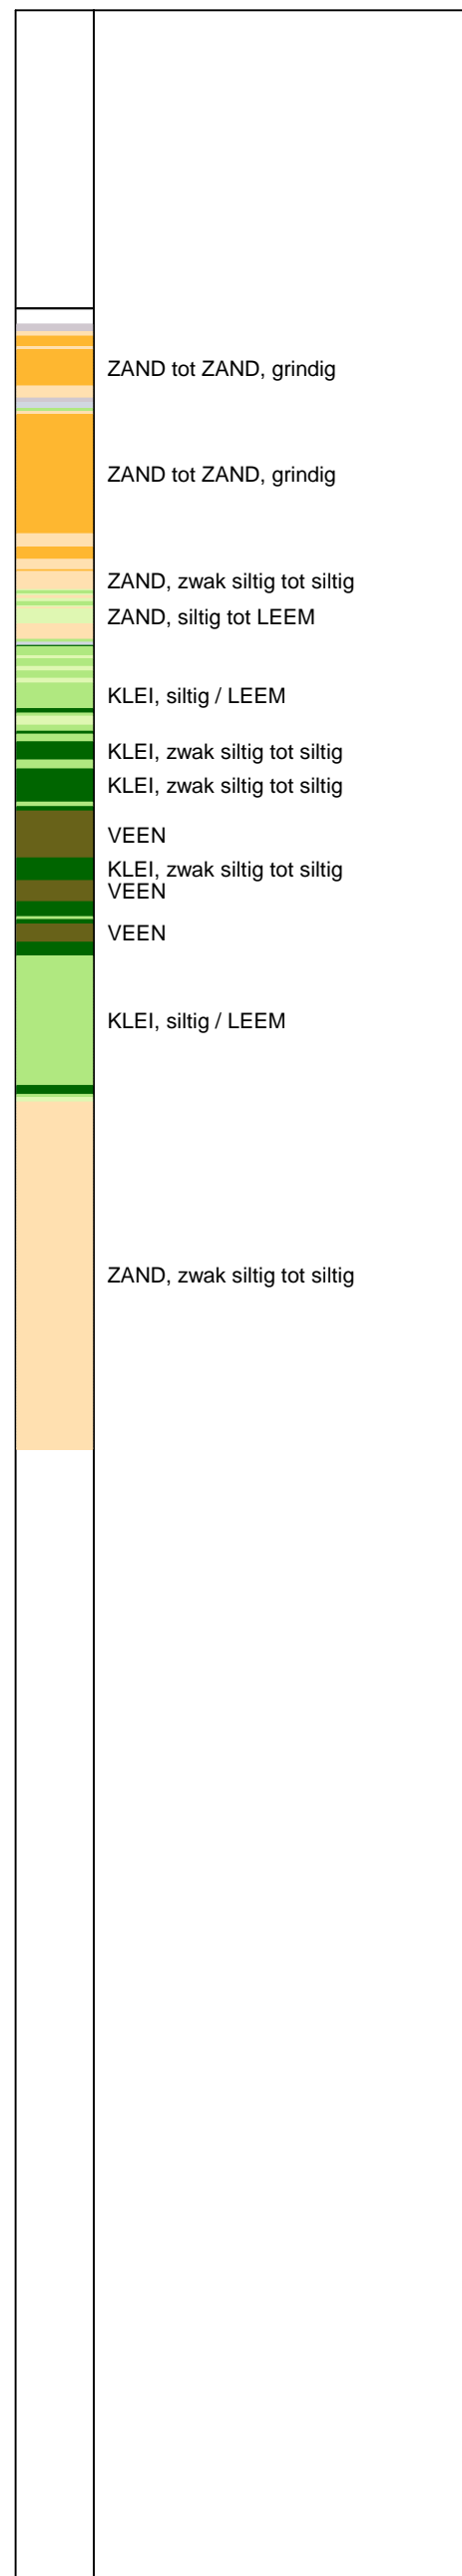 ZAND tot ZAND, grindig
ZAND tot ZAND, grindig
ZAND, zwak siltig tot siltig
ZAND, siltig tot LEEM
KLEI, siltig / LEEM
KLEI, zwak siltig tot siltig
KLEI, zwak siltig tot siltig
VEEN
KLEI, zwak siltig tot siltig
VEEN
VEEN
KLEI, siltig / LEEM
ZAND, zwak siltig tot siltig